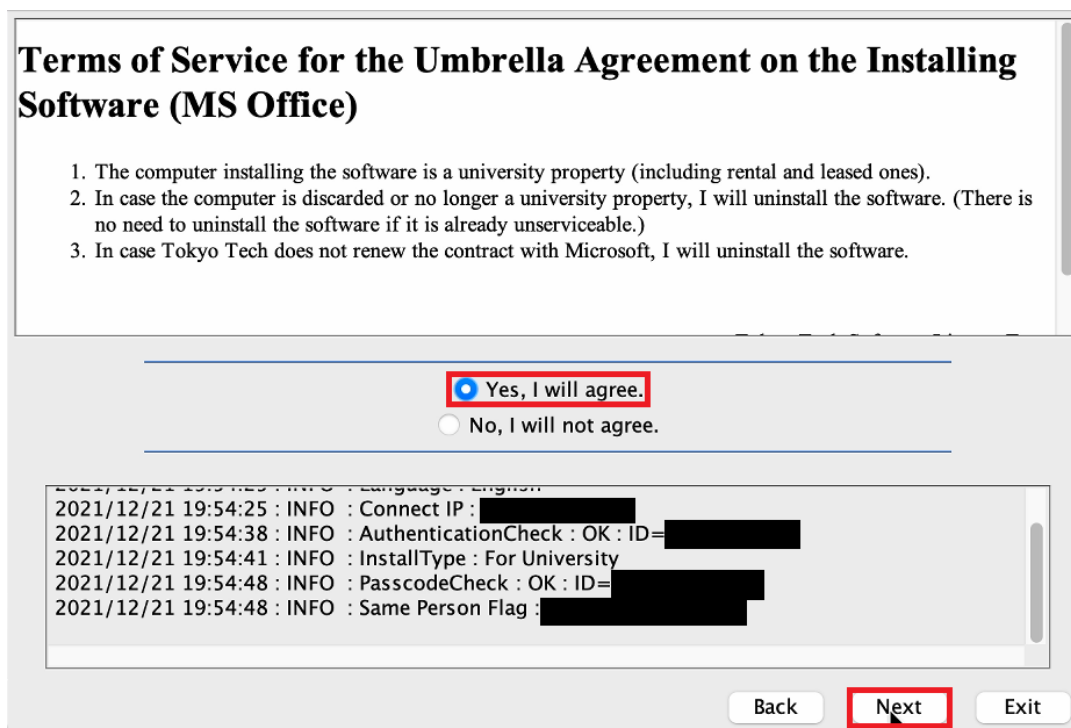 Terms of Service for the Umbrella Agreement on the Installing
Software (MS Office)
1. The computer installing the software is a university property (including rental and leased ones).
2. In case the computer is discarded or no longer a university property, I will uninstall the software. (There is
no need to uninstall the software if it is already unserviceable.)
3. In case Tokyo Tech does not renew the contract with Microsoft, I will uninstall the software.
Yes, I will agree.
No, I will not agree.
2021/12/21 19:54:25 : INFO : Connect IP :
2021/12/21 19:54:38 : INFO : AuthenticationCheck : OK : ID=
2021/12/21 19:54:41 : INFO : InstallType : For University
2021/12/21 19:54:48 : INFO : PasscodeCheck : OK : ID=
2021/12/21 19:54:48 : INFO : Same Person Flag :
Back Next Exit